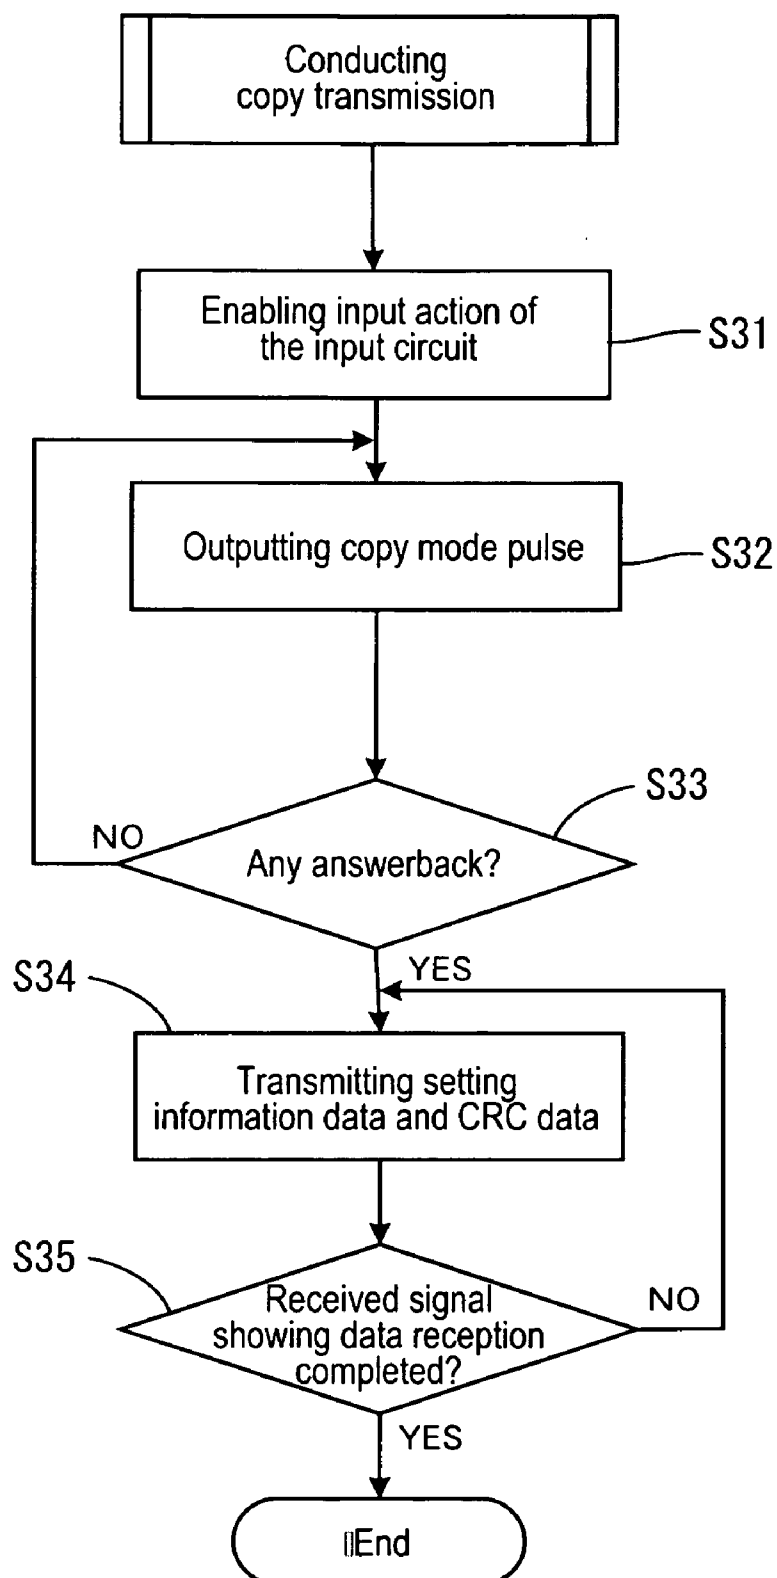 Conducting
copy transmission
Enabling input action of
the input circuit
S31
Outputting copy mode pulse
S32
S33
NO
Any answerback?
YES
S34
Transmitting setting
information data and CRC data
S35
Received signal
showing data reception
completed?
NO
YES
End